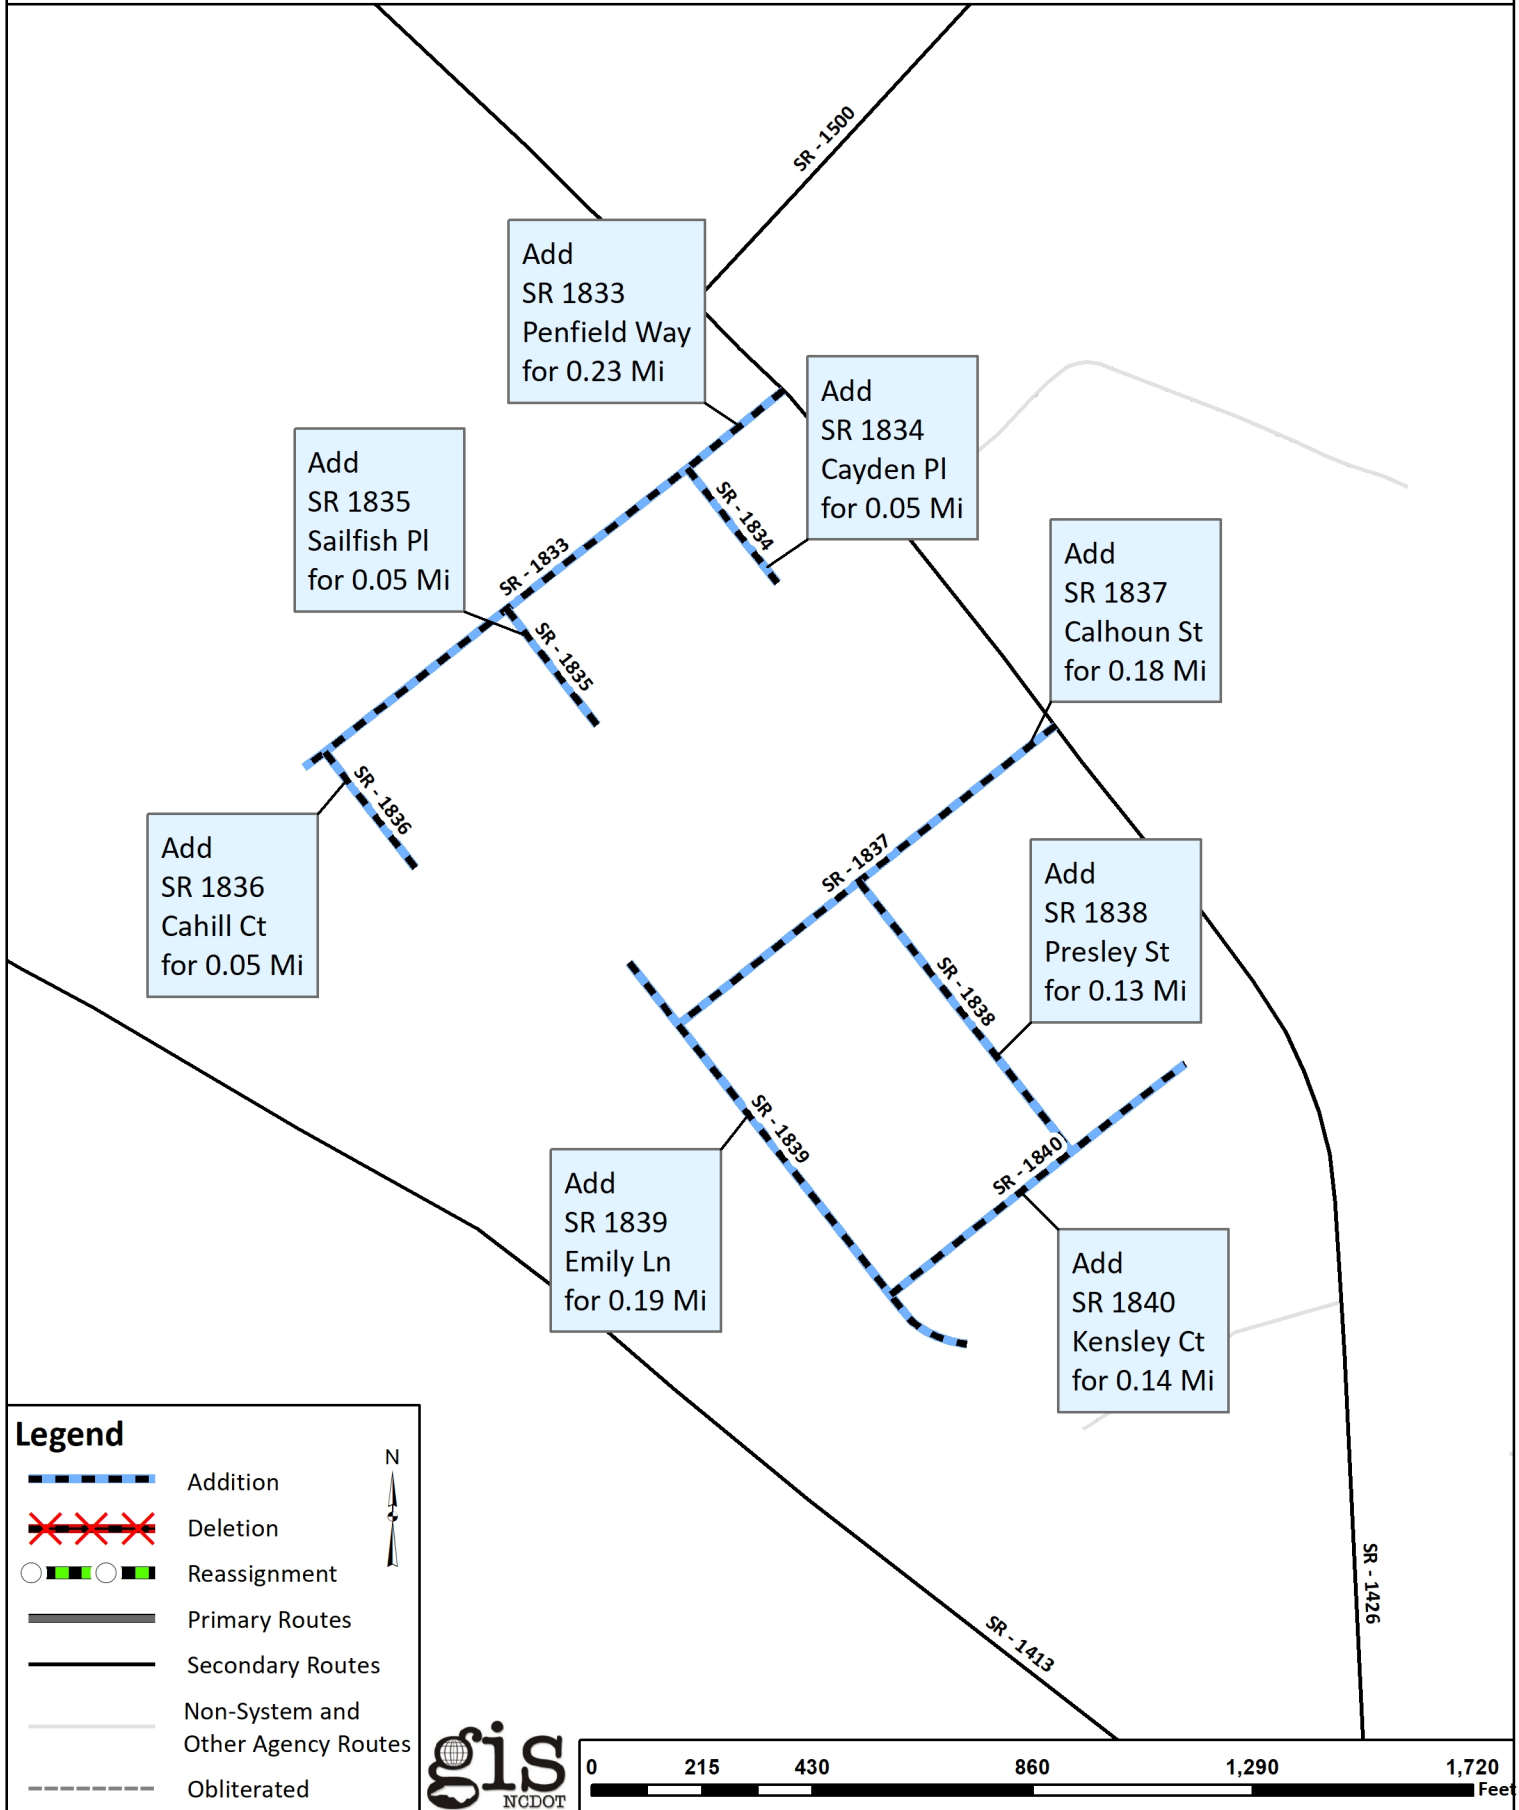 SR - 1500
Add
SR 1833
Penfield Way
for 0.23 Mi
Add
SR 1834
Cayden Pl
for 0.05 Mi
Add
SR 1835
Sailfish Pl
for 0.05 Mi
SR - 1834
SR - 1833
Add
SR 1837
Calhoun St
for 0.18 Mi
SR - 1835
SR - 1836
Add
SR 1836
Cahill Ct
for 0.05 Mi
SR - 1837
Add
SR 1838
Presley St
for 0.13 Mi
SR - 1838
SR - 1839
SR - 1840
Add
SR 1839
Emily Ln
for 0.19 Mi
Add
SR 1840
Kensley Ct
for 0.14 Mi
SR - 1426
SR - 1413
Legend
N
Addition
Deletion
Reassignment
Primary Routes
Secondary Routes
Non-System and
Other Agency Routes
Obliterated
gis
NCDOT
0 215 430 860 1,290 1,720
Feet